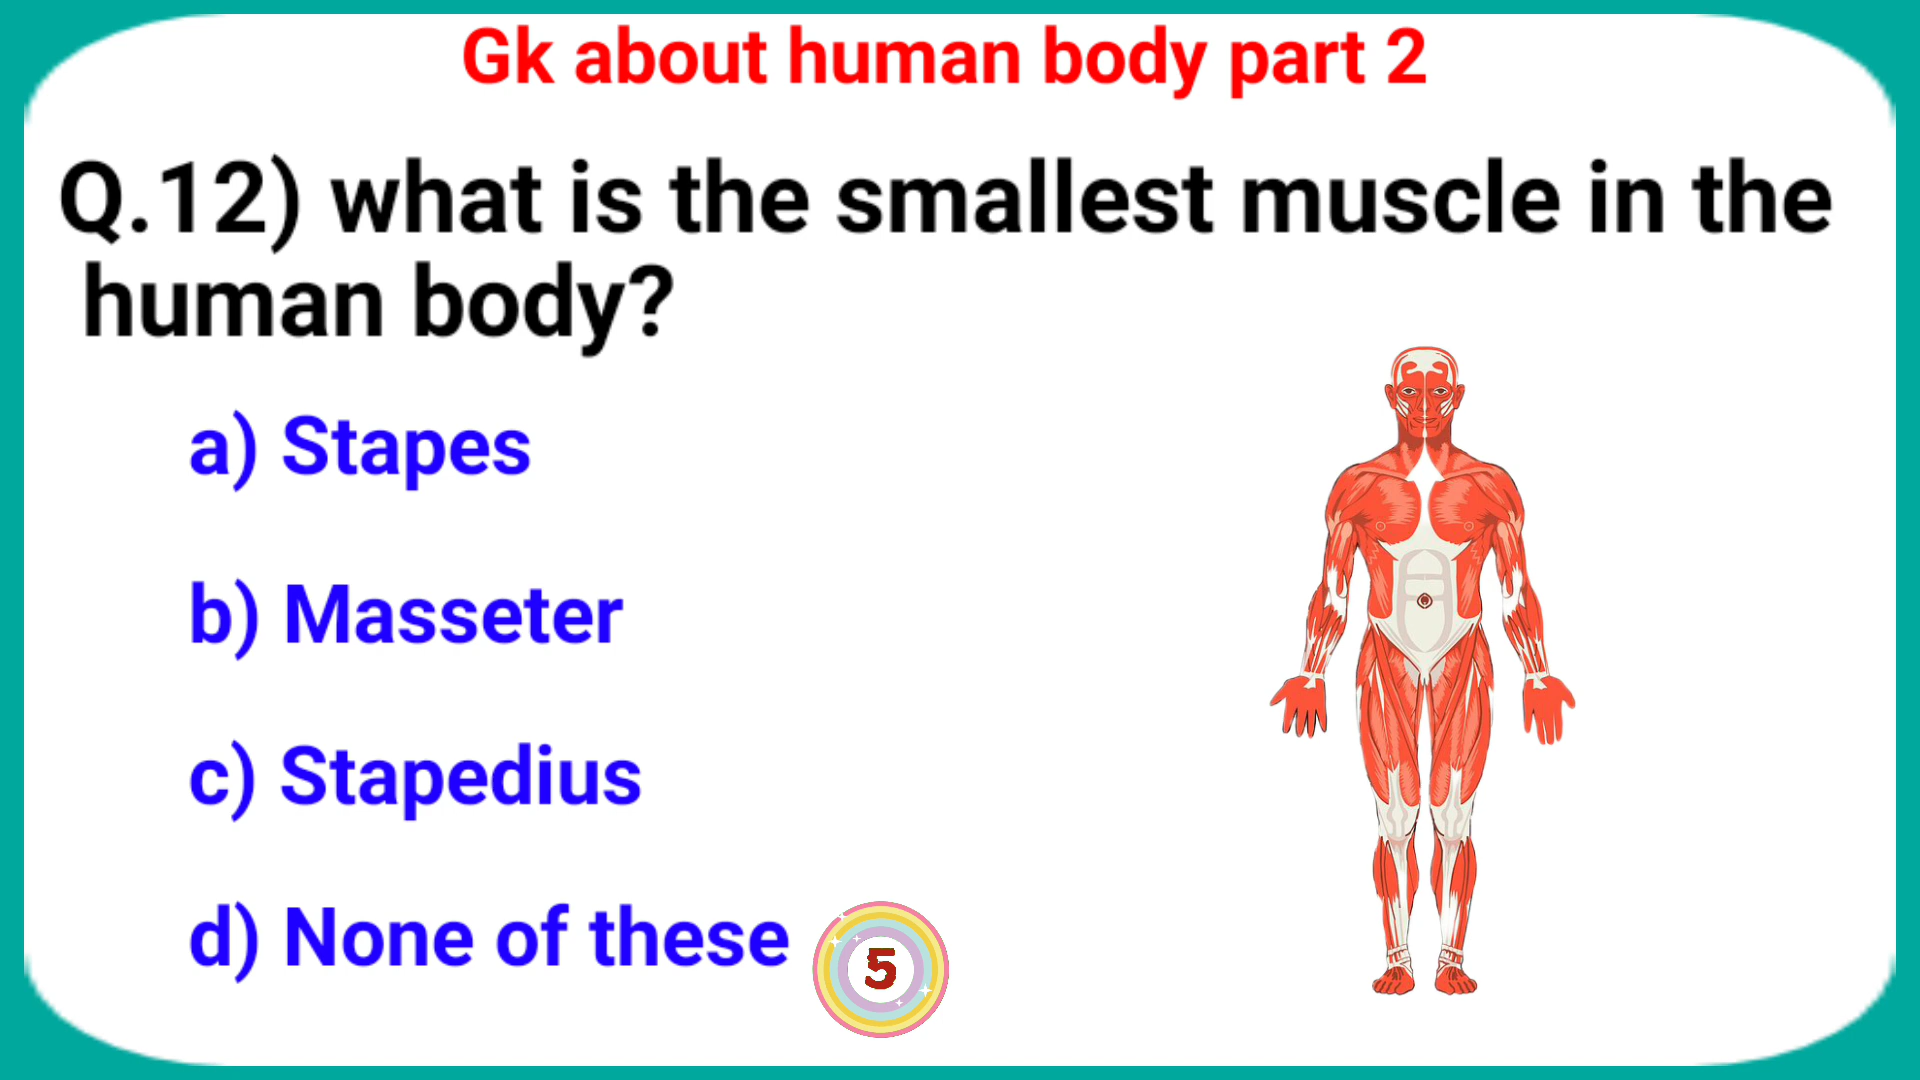 Gk about human body part 2
Q.12) what is the smallest muscle in the
human body?
a) Stapes
b) Masseter
c) Stapedius
d) None of these
5